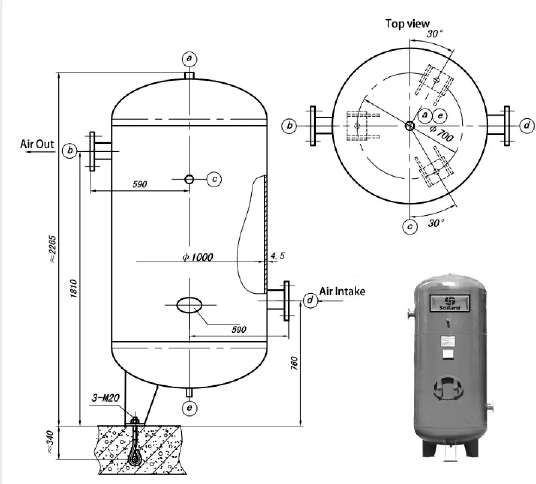 Top view
30°
a
Air Out
b
590
c
≈2265
1810
ϕ1000
4.5
Air Intake
d
590
760
3-M20
e
≈340
b
a
e
ϕ700
d
c
30°